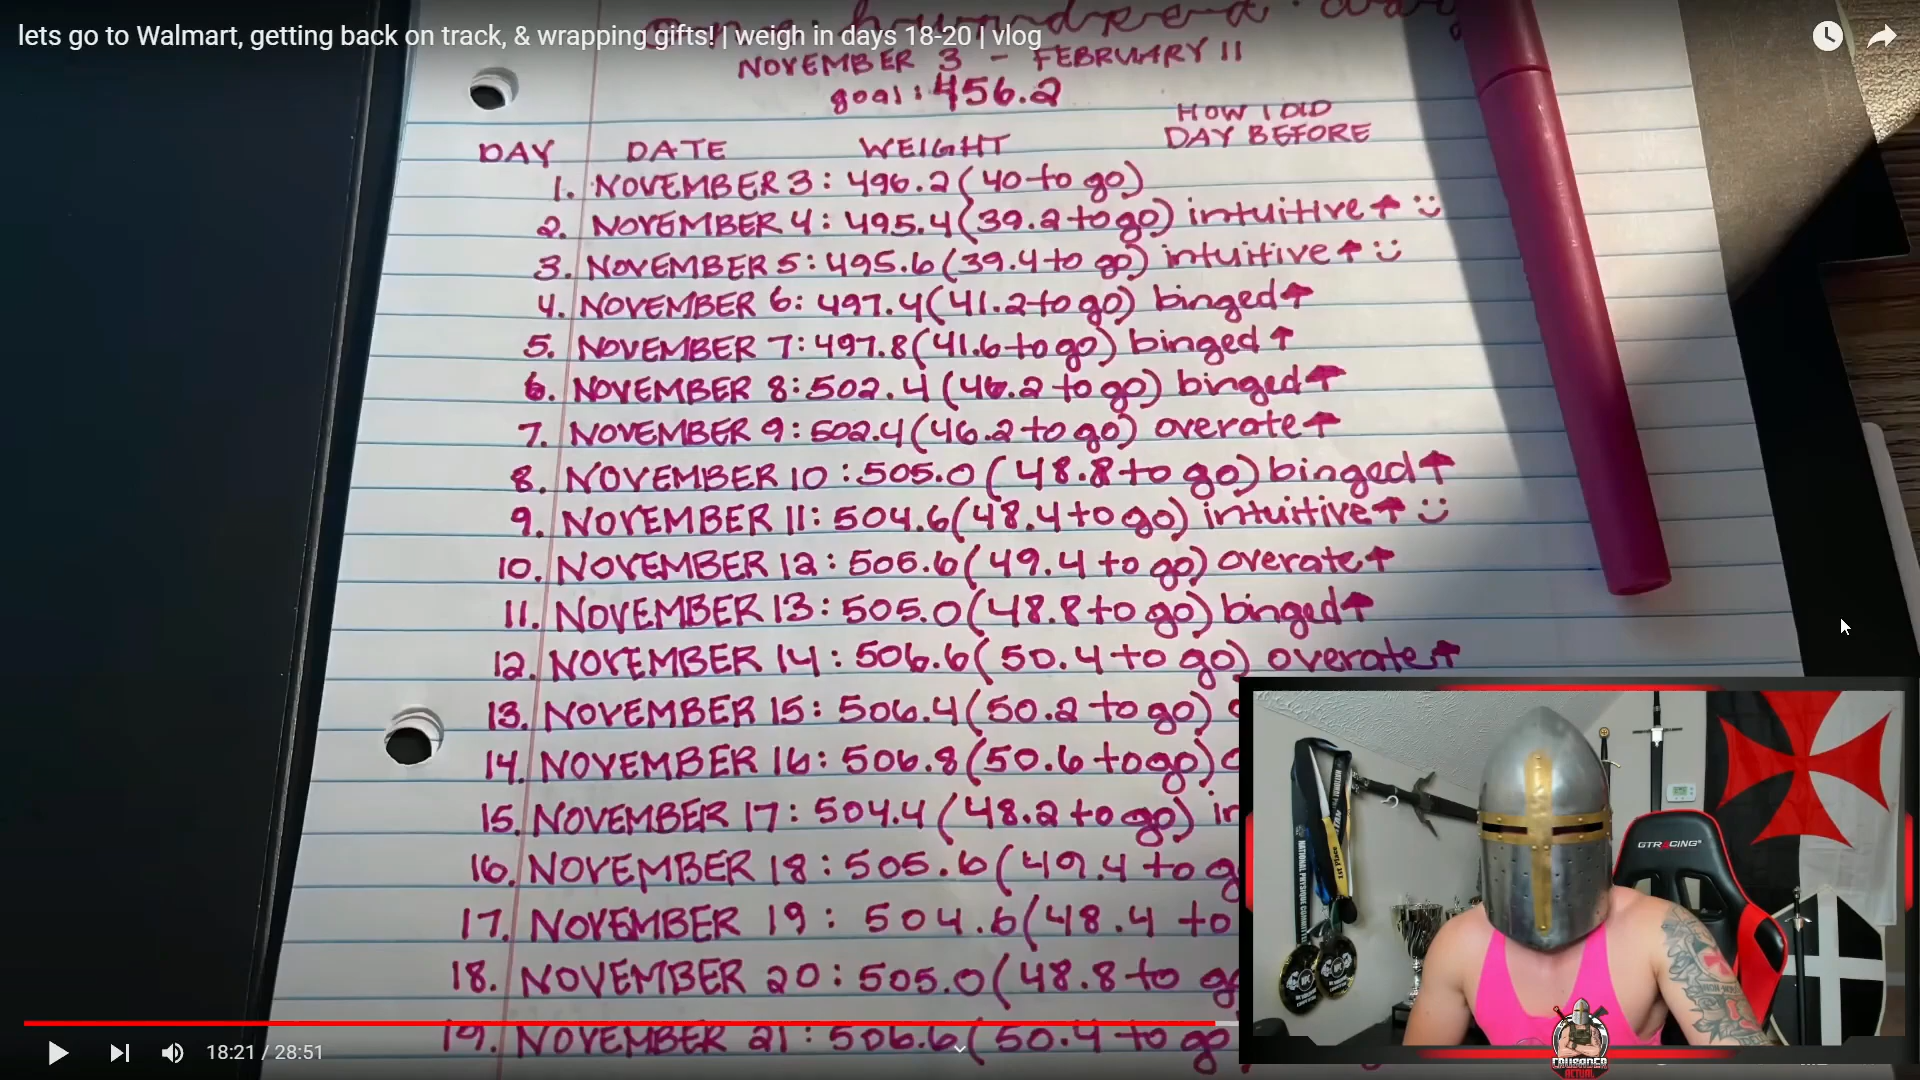 lets go to Walmart, getting back on track, & wrapping gifts! | weigh in days 18-20 | vlog
one hundred day
NOVEMBER 3 - FEBRUARY 11
goal: 456.2
DAY DATE WEIGHT HOW I DID DAY BEFORE
1. NOVEMBER 3: 496.2 (40 to go)
2. NOVEMBER 4: 495.4 (39.2 to go) intuitive↑ :)
3. NOVEMBER 5: 495.6 (39.4 to go) intuitive↑ :)
4. NOVEMBER 6: 497.4 (41.2 to go) binged↑
5. NOVEMBER 7: 497.8 (41.6 to go) binged↑
6. NOVEMBER 8: 502.4 (46.2 to go) binged↑
7. NOVEMBER 9: 502.4 (46.2 to go) overate↑
8. NOVEMBER 10: 505.0 (48.8 to go) binged↑
9. NOVEMBER 11: 504.6 (48.4 to go) intuitive↑ :)
10. NOVEMBER 12: 505.6 (49.4 to go) overate↑
11. NOVEMBER 13: 505.0 (48.8 to go) binged↑
12. NOVEMBER 14: 506.6 (50.4 to go) overate↑
13. NOVEMBER 15: 506.4 (50.2 to go)
14. NOVEMBER 16: 506.8 (50.6 to go)
15. NOVEMBER 17: 504.4 (48.2 to go) in
16. NOVEMBER 18: 505.6 (49.4 to g
17. NOVEMBER 19: 504.6 (48.4 to
18. NOVEMBER 20: 505.0 (48.8 to go
19. NOVEMBER 21: 506.6 (50.4 to go
18:21 / 28:51
GTRACING
1st Place
CRUSADER
ACTUAL